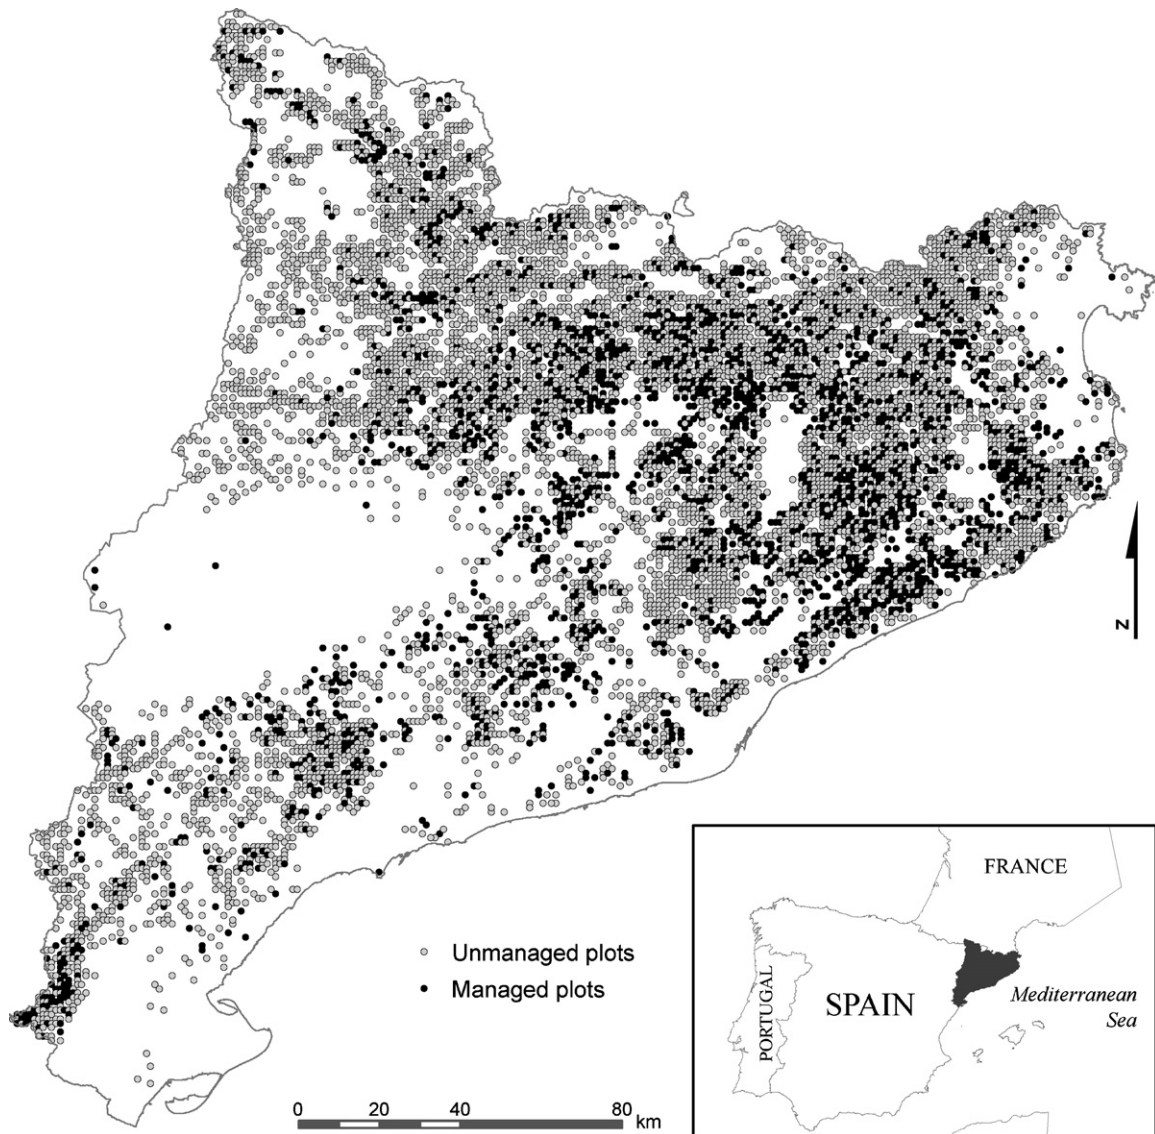 N
Unmanaged plots
Managed plots
0 20 40 80 km
FRANCE
PORTUGAL
SPAIN
Mediterranean
Sea